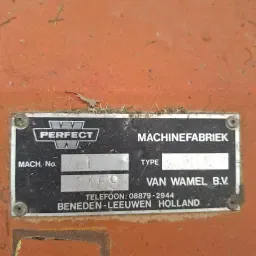 PERFECT
MACHINEFABRIEK
MACH. No. TYPE
VAN WAMEL B.V.
TELEFOON: 08879-2944
BENEDEN-LEEUWEN HOLLAND